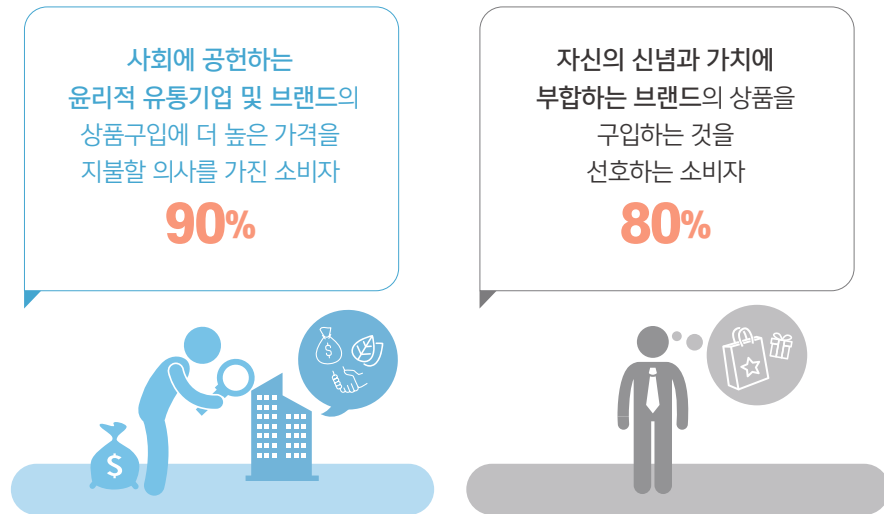 사회에 공헌하는
윤리적 유통기업 및 브랜드의
상품구입에 더 높은 가격을
지불할 의사를 가진 소비자
90%
자신의 신념과 가치에
부합하는 브랜드의 상품을
구입하는 것을
선호하는 소비자
80%
$
$